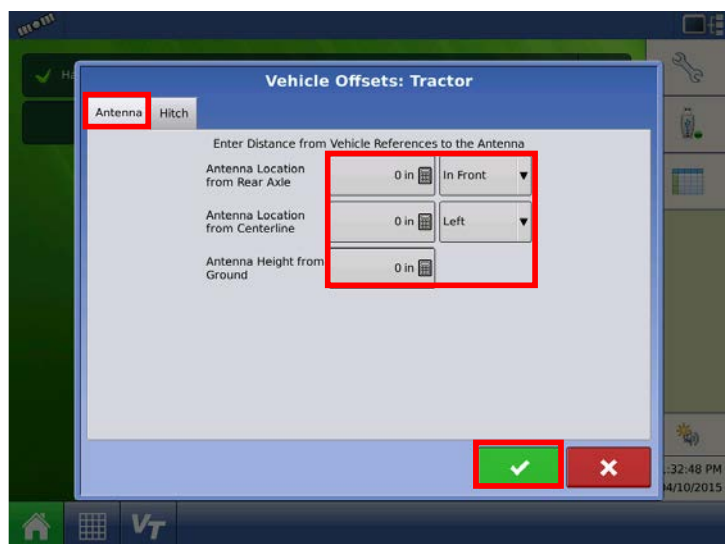 Ha
Vehicle Offsets: Tractor
Antenna Hitch
Enter Distance from Vehicle References to the Antenna
Antenna Location
from Rear Axle
0 in In Front
Antenna Location
from Centerline
0 in Left
Antenna Height from
Ground
0 in
:32:48 PM
04/10/2015
VT